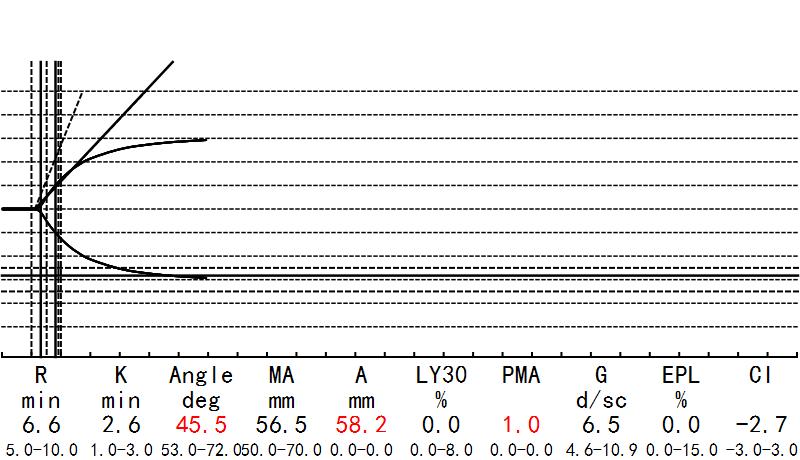 R K Angle MA A LY30 PMA G EPL CI
min min deg mm mm % d/sc %
6.6 2.6 45.5 56.5 58.2 0.0 1.0 6.5 0.0 -2.7
5.0-10.0 1.0-3.0 53.0-72.0 50.0-70.0 0.0-0.0 0.0-8.0 0.0-0.0 4.6-10.9 0.0-15.0 -3.0-3.0